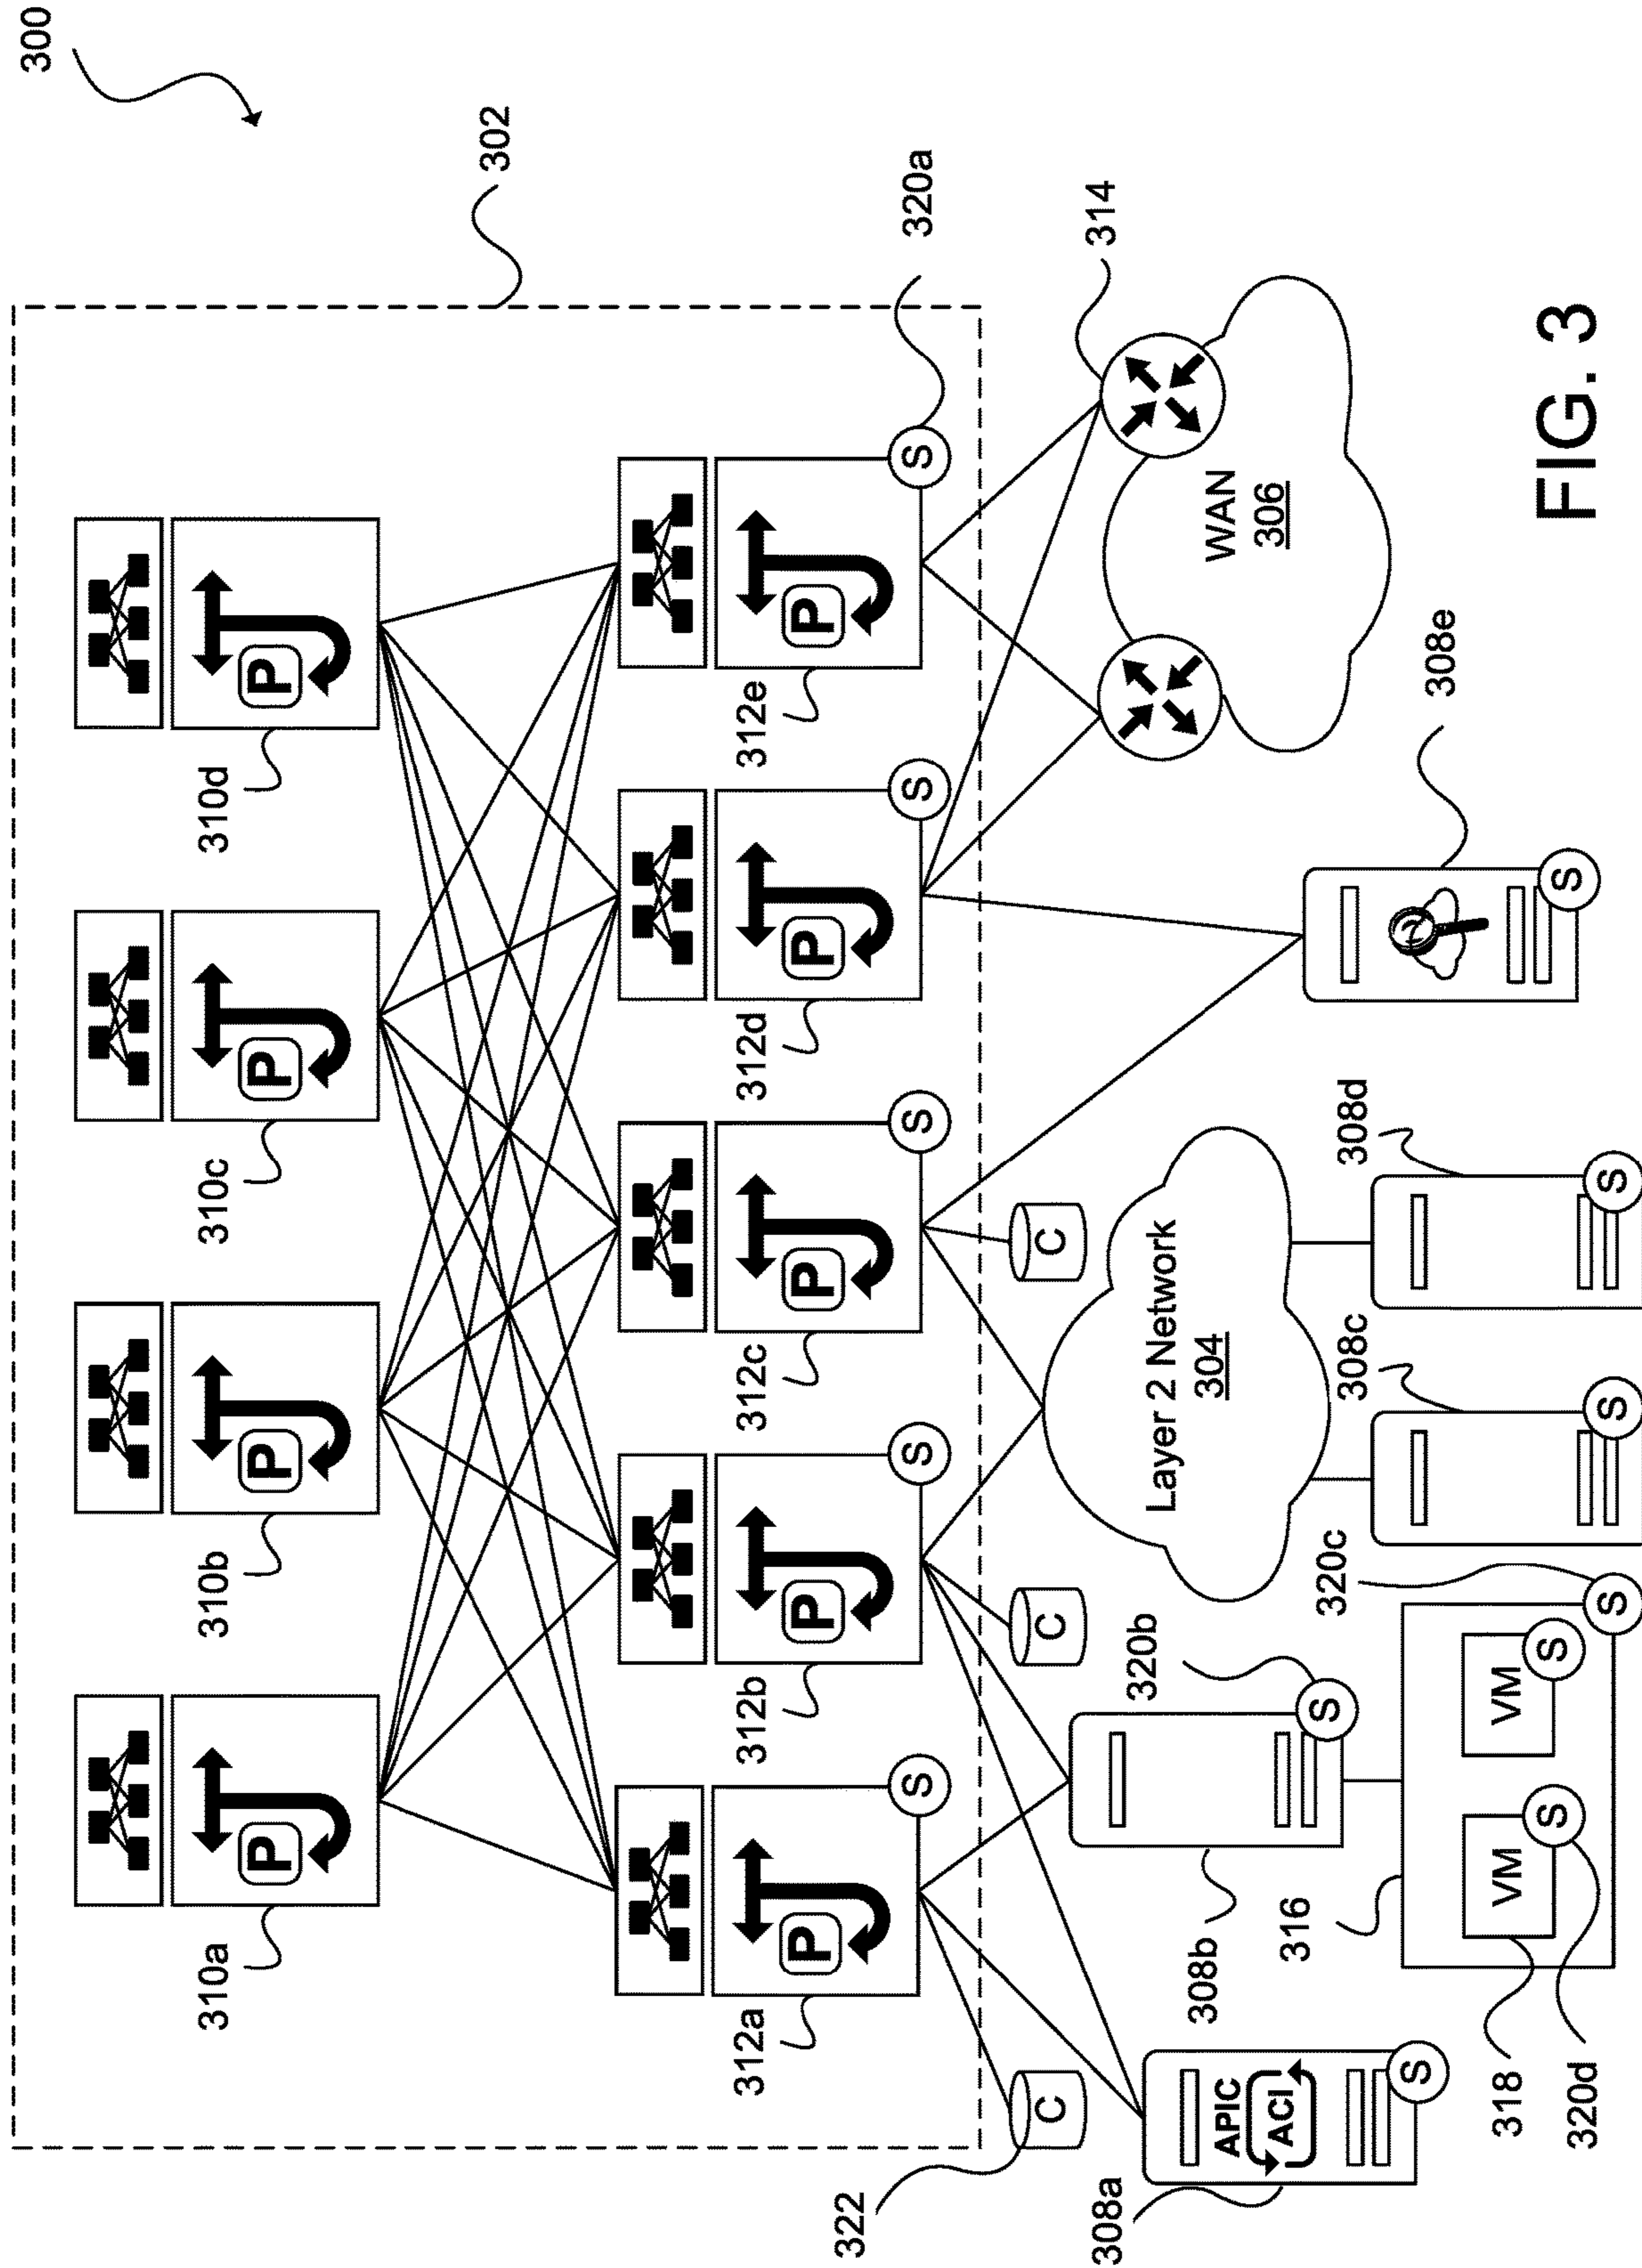 300
302
310a
310b
310c
310d
P
P
P
P
312a
312b
312c
312d
312e
P
P
P
P
P
S
S
S
S
S
320a
322
C
C
C
314
308a
APIC
ACI
S
308b
320b
S
Layer 2 Network
304
WAN
306
316
320c
S
VM
S
VM
S
318
320d
308c
S
308d
S
308e
S
FIG. 3